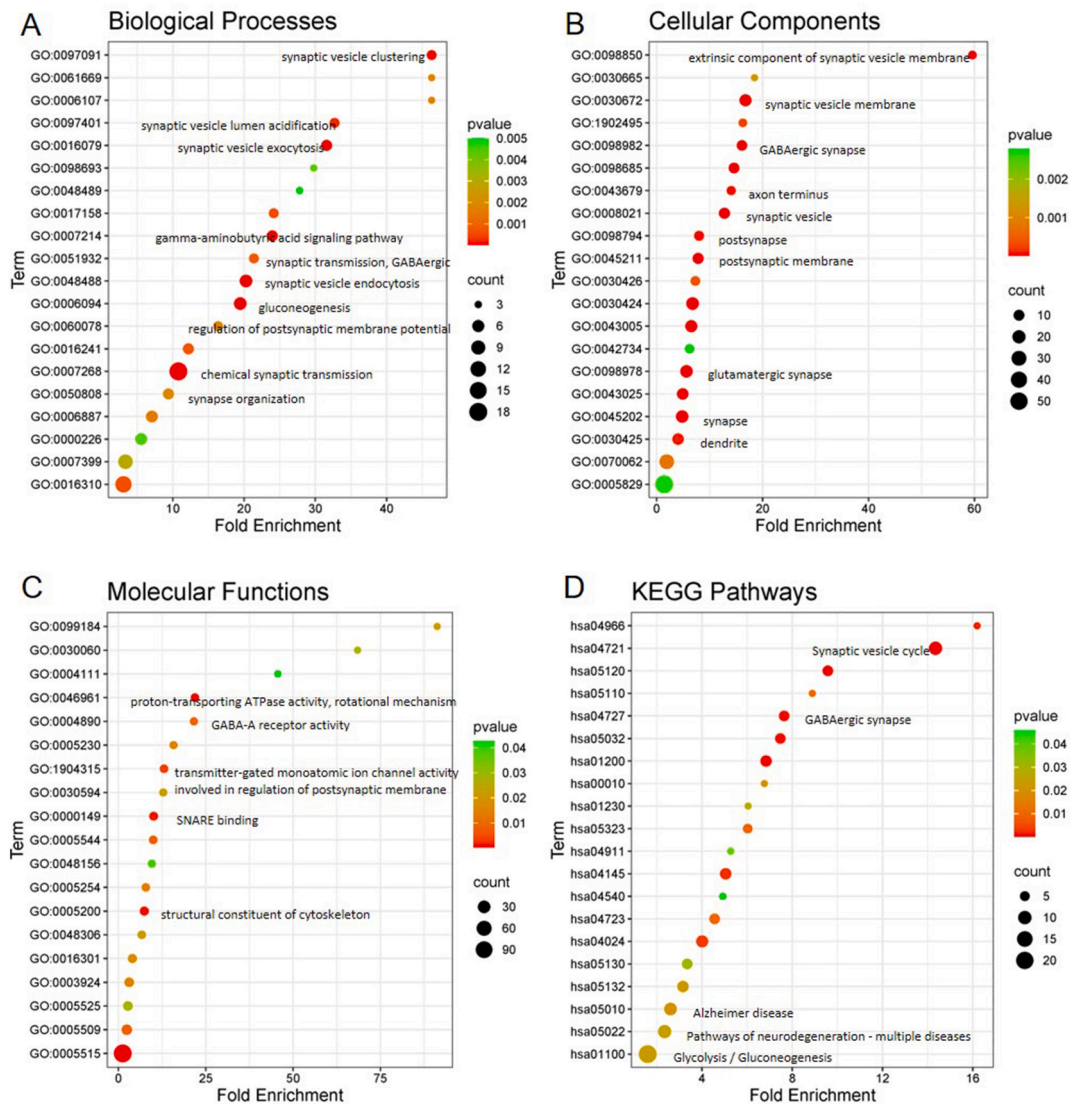 A
Biological Processes
GO:0097091
synaptic vesicle clustering
GO:0061669
GO:0006107
GO:0097401
synaptic vesicle lumen acidification
GO:0016079
synaptic vesicle exocytosis
GO:0098693
GO:0048489
GO:0017158
GO:0007214
gamma-aminobutyric acid signaling pathway
GO:0051932
synaptic transmission, GABAergic
GO:0048488
synaptic vesicle endocytosis
GO:0006094
gluconeogenesis
GO:0060078
regulation of postsynaptic membrane potential
GO:0016241
GO:0007268
chemical synaptic transmission
GO:0050808
synapse organization
GO:0006887
GO:0000226
GO:0007399
GO:0016310
Term
10 20 30 40
Fold Enrichment
pvalue
0.005
0.004
0.003
0.002
0.001
count
3
6
9
12
15
18
B
Cellular Components
GO:0098850
extrinsic component of synaptic vesicle membrane
GO:0030665
GO:0030672
synaptic vesicle membrane
GO:1902495
GO:0098982
GABAergic synapse
GO:0098685
GO:0043679
axon terminus
GO:0008021
synaptic vesicle
GO:0098794
postsynapse
GO:0045211
postsynaptic membrane
GO:0030426
GO:0030424
GO:0043005
GO:0042734
GO:0098978
glutamatergic synapse
GO:0043025
GO:0045202
synapse
GO:0030425
dendrite
GO:0070062
GO:0005829
Term
0 20 40 60
Fold Enrichment
pvalue
0.002
0.001
count
10
20
30
40
50
C
Molecular Functions
GO:0099184
GO:0030060
GO:0004111
GO:0046961
proton-transporting ATPase activity, rotational mechanism
GO:0004890
GABA-A receptor activity
GO:0005230
GO:1904315
transmitter-gated monoatomic ion channel activity
GO:0030594
involved in regulation of postsynaptic membrane
GO:0000149
SNARE binding
GO:0005544
GO:0048156
GO:0005254
GO:0005200
structural constituent of cytoskeleton
GO:0048306
GO:0016301
GO:0003924
GO:0005525
GO:0005509
GO:0005515
Term
0 25 50 75
Fold Enrichment
pvalue
0.04
0.03
0.02
0.01
count
30
60
90
D
KEGG Pathways
hsa04966
hsa04721
Synaptic vesicle cycle
hsa05120
hsa05110
hsa04727
GABAergic synapse
hsa05032
hsa01200
hsa00010
hsa01230
hsa05323
hsa04911
hsa04145
hsa04540
hsa04723
hsa04024
hsa05130
hsa05132
hsa05010
Alzheimer disease
hsa05022
Pathways of neurodegeneration - multiple diseases
hsa01100
Glycolysis / Gluconeogenesis
Term
4 8 12 16
Fold Enrichment
pvalue
0.04
0.03
0.02
0.01
count
5
10
15
20